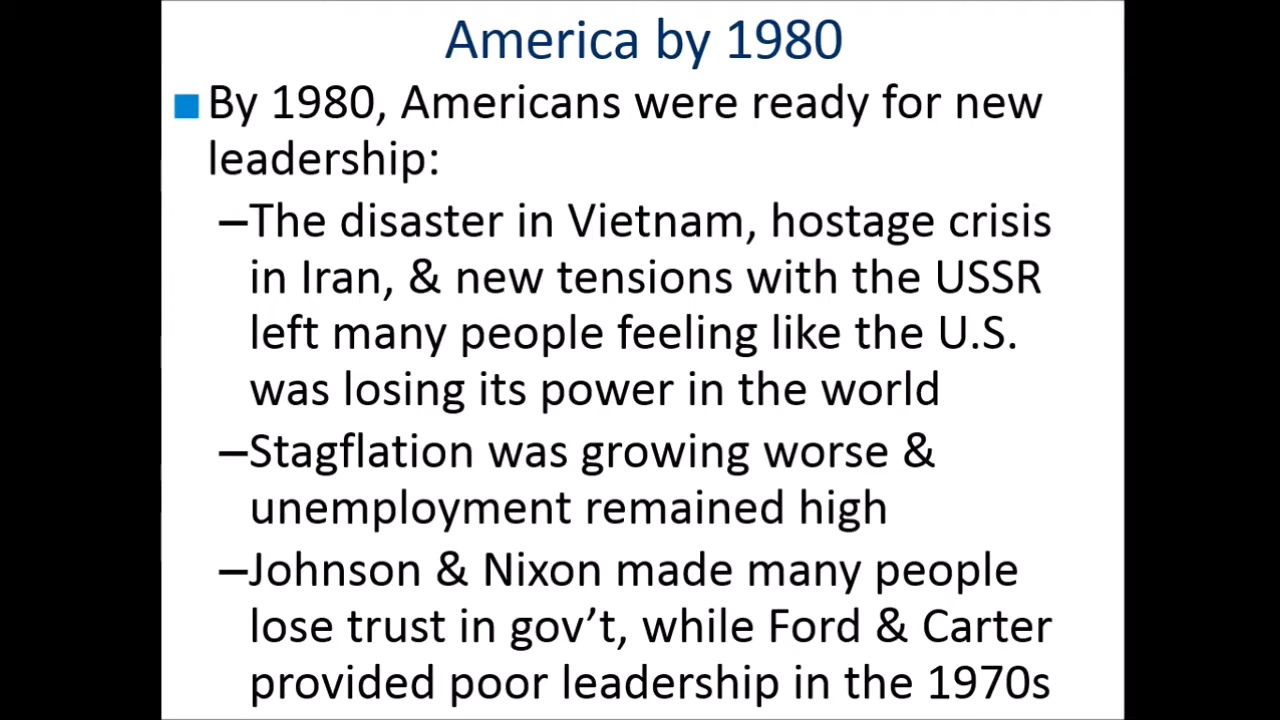 America by 1980
By 1980, Americans were ready for new
leadership:
–The disaster in Vietnam, hostage crisis
in Iran, & new tensions with the USSR
left many people feeling like the U.S.
was losing its power in the world
–Stagflation was growing worse &
unemployment remained high
–Johnson & Nixon made many people
lose trust in gov’t, while Ford & Carter
provided poor leadership in the 1970s